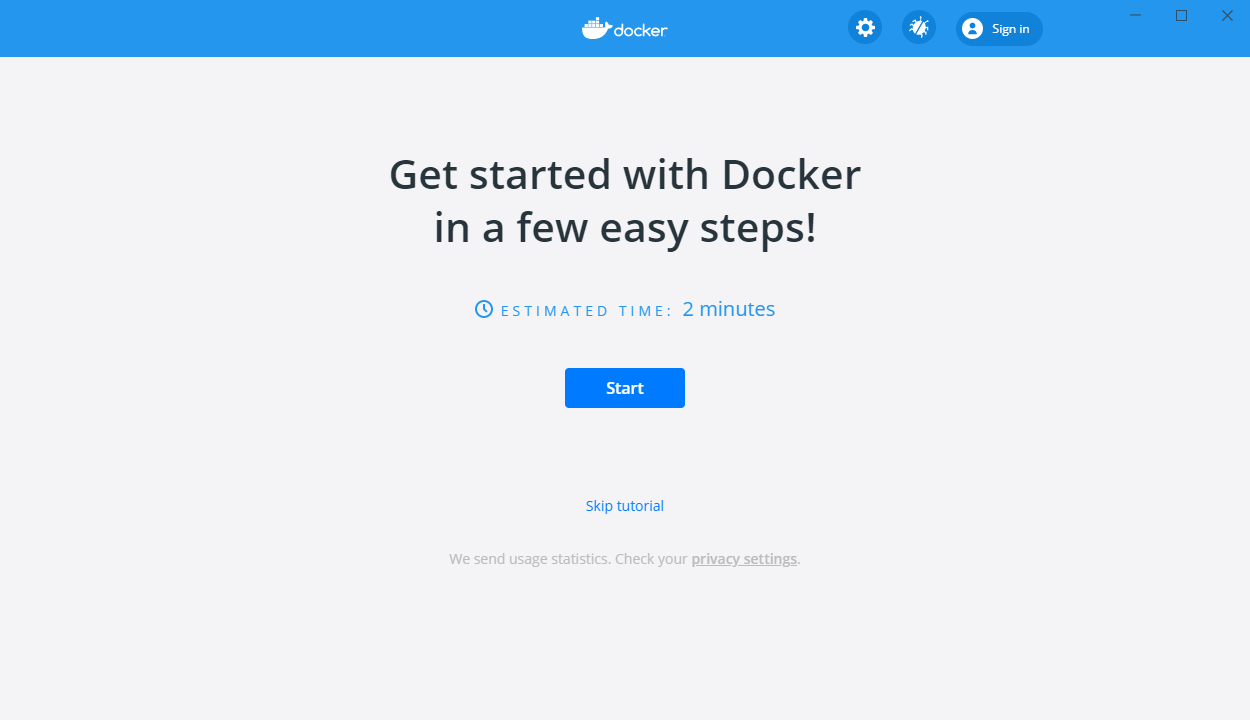 docker
Sign in
Get started with Docker
in a few easy steps!
ESTIMATED TIME: 2 minutes
Start
Skip tutorial
We send usage statistics. Check your privacy settings.